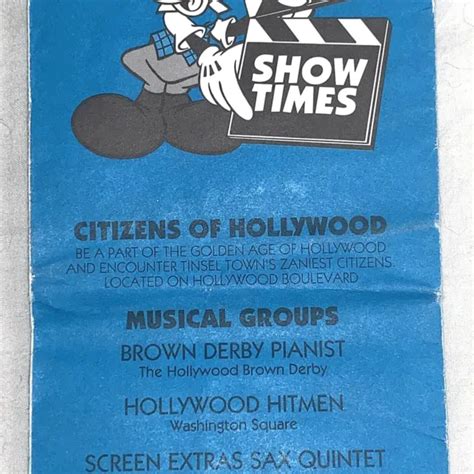 SHOW
TIMES
CITIZENS OF HOLLYWOOD
BE A PART OF THE GOLDEN AGE OF HOLLYWOOD
AND ENCOUNTER TINSEL TOWN'S ZANIEST CITIZENS
LOCATED ON HOLLYWOOD BOULEVARD
MUSICAL GROUPS
BROWN DERBY PIANIST
The Hollywood Brown Derby
HOLLYWOOD HITMEN
Washington Square
SCREEN EXTRAS SAX QUINTET